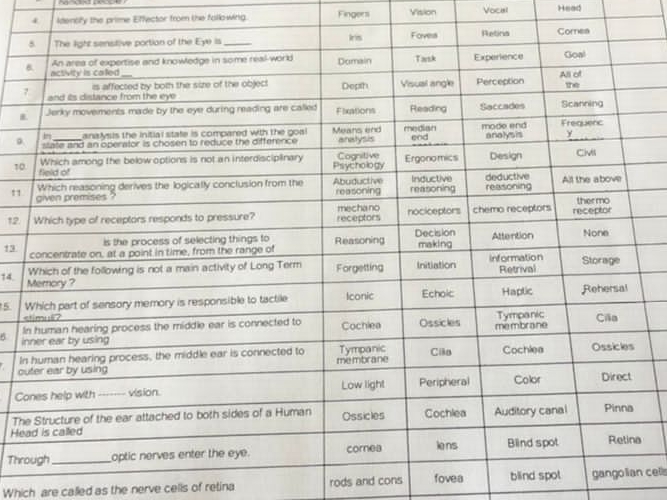 handed people?
4. Identify the prime Effector from the following. Fingers Vision Vocal Head
5. The light sensitive portion of the Eye is _____ Iris Fovea Retina Cornea
6. An area of expertise and knowledge in some real-world Domain Task Experience Goal
activity is called __
7. ______ is affected by both the size of the object Depth Visual angle Perception All of
and its distance from the eye the
8. Jerky movements made by the eye during reading are called Fixations Reading Saccades Scanning
9. In _____analysis the initial state is compared with the goal Means end median mode end Frequenc
state and an operator is chosen to reduce the difference analysis end analysis y
10. Which among the below options is not an interdisciplinary Cognitive Ergonomics Design Civil
field of Psychology
11. Which reasoning derives the logically conclusion from the Abuductive Inductive deductive All the above
given premises ? reasoning reasoning reasoning
12. Which type of receptors responds to pressure? mechano nociceptors chemo receptors thermo
receptors receptor
13. ______ is the process of selecting things to Reasoning Decision Attention None
concentrate on, at a point in time, from the range of making
14. Which of the following is not a main activity of Long Term Forgetting Initiation Information Storage
Memory ? Retrival
15. Which part of sensory memory is responsible to tactile Iconic Echoic Haptic Rehersal
stimuli?
6. In human hearing process the middle ear is connected to Cochlea Ossicles Tympanic Cilia
inner ear by using membrane
In human hearing process, the middle ear is connected to Tympanic Cilia Cochlea Ossicles
outer ear by using membrane
Cones help with ------- vision. Low light Peripheral Color Direct
The Structure of the ear attached to both sides of a Human Ossicles Cochlea Auditory canal Pinna
Head is called
Through ________optic nerves enter the eye. cornea lens Blind spot Retina
Which are called as the nerve cells of retina rods and cons fovea blind spot gangolian cells